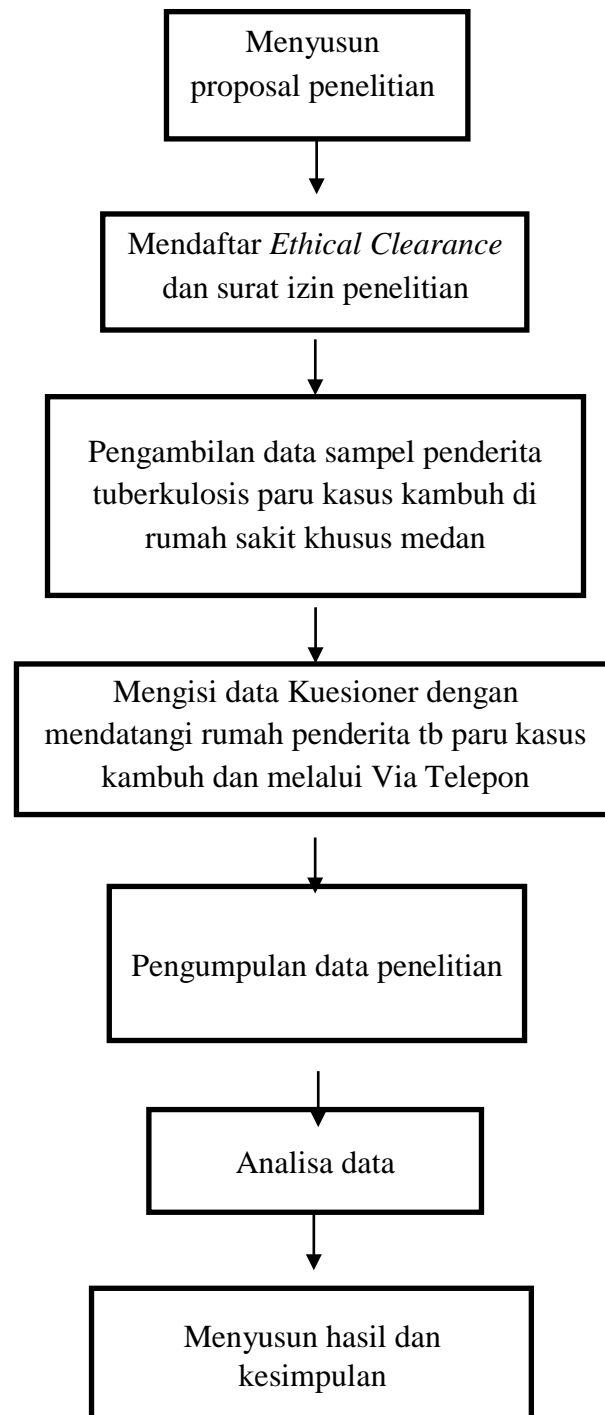 Menyusun
proposal penelitian
Mendaftar Ethical Clearance
dan surat izin penelitian
Pengambilan data sampel penderita
tuberkulosis paru kasus kambuh di
rumah sakit khusus medan
Mengisi data Kuesioner dengan
mendatangi rumah penderita tb paru kasus
kambuh dan melalui Via Telepon
Pengumpulan data penelitian
Analisa data
Menyusun hasil dan
kesimpulan